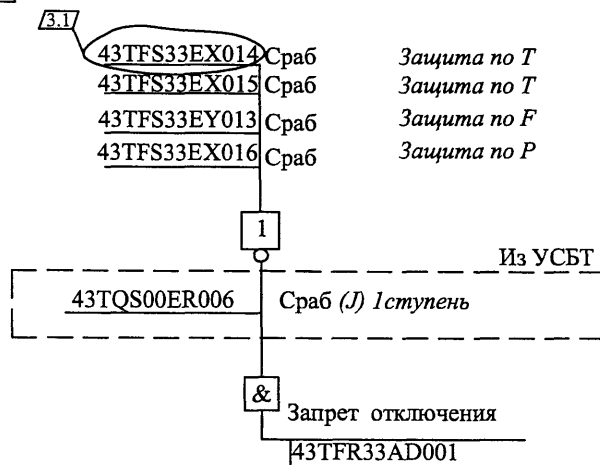 3.1
43TFS33EX014 Сраб Защита по Т
43TFS33EX015 Сраб Защита по Т
43TFS33EY013 Сраб Защита по F
43TFS33EX016 Сраб Защита по Р
1
Из УСБТ
43TQS00ER006 Сраб (J) 1ступень
&
Запрет отключения
43TFR33AD001